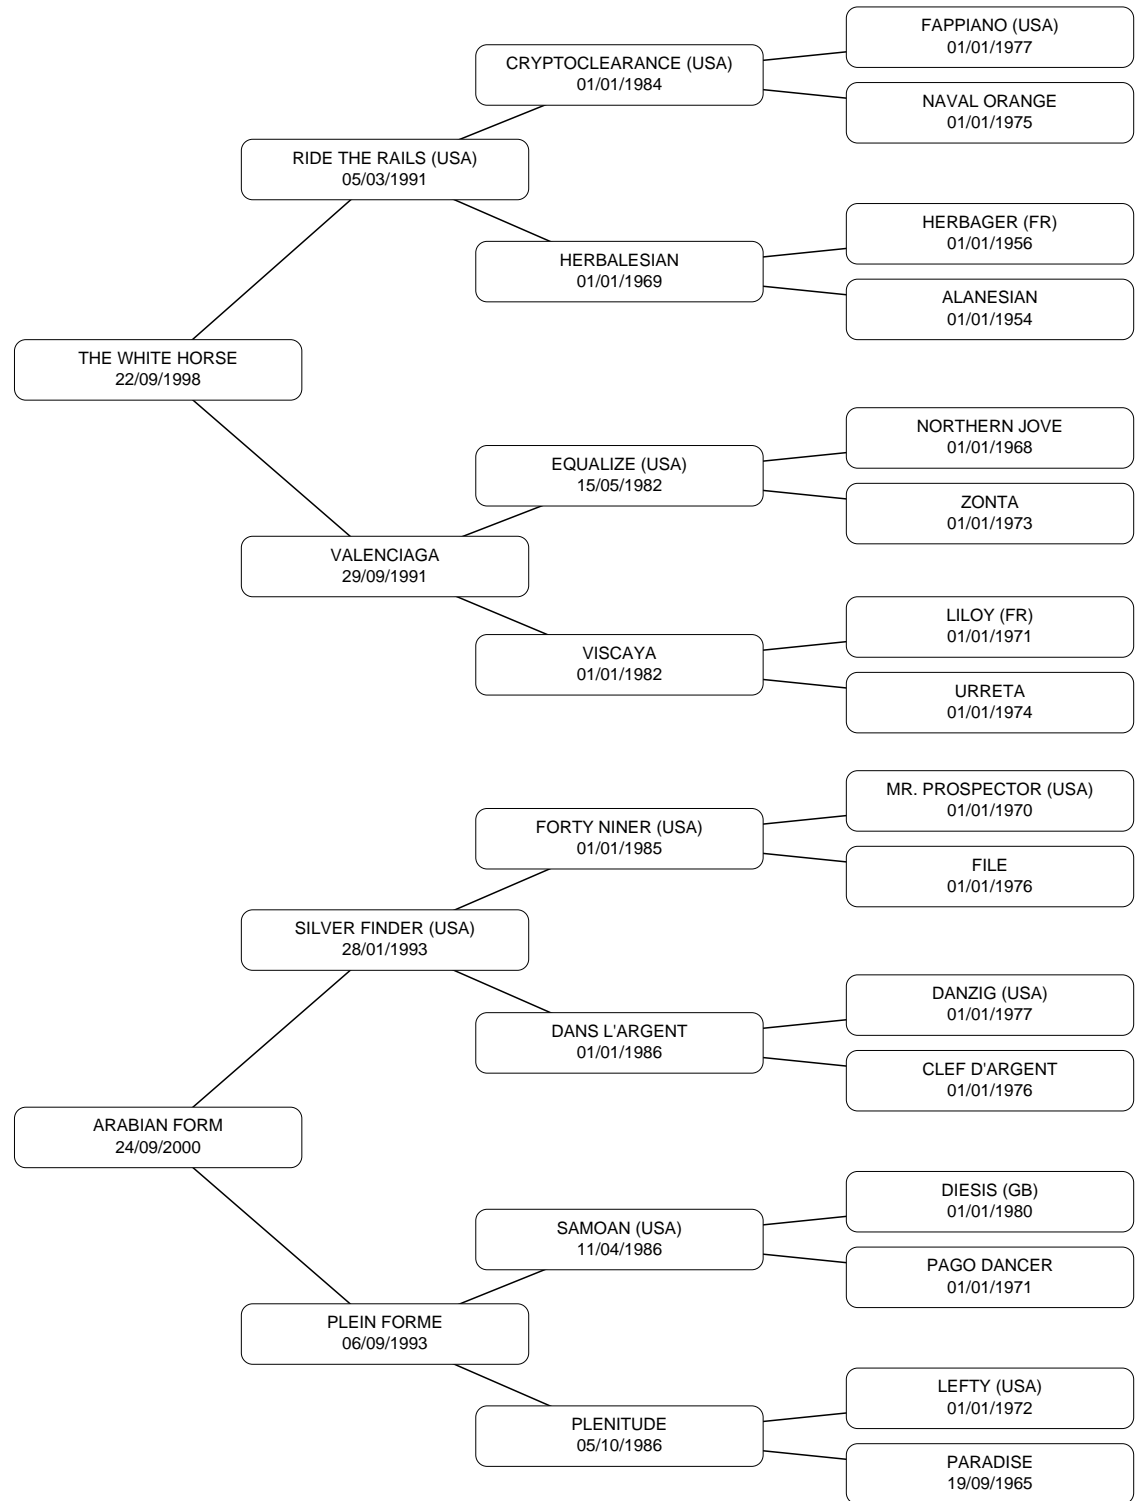 FAPPIANO (USA)
01/01/1977
CRYPTOCLEARANCE (USA)
01/01/1984
NAVAL ORANGE
01/01/1975
RIDE THE RAILS (USA)
05/03/1991
HERBAGER (FR)
01/01/1956
HERBALESIAN
01/01/1969
ALANESIAN
01/01/1954
THE WHITE HORSE
22/09/1998
NORTHERN JOVE
01/01/1968
EQUALIZE (USA)
15/05/1982
ZONTA
01/01/1973
VALENCIAGA
29/09/1991
LILOY (FR)
01/01/1971
VISCAYA
01/01/1982
URRETA
01/01/1974
MR. PROSPECTOR (USA)
01/01/1970
FORTY NINER (USA)
01/01/1985
FILE
01/01/1976
SILVER FINDER (USA)
28/01/1993
DANZIG (USA)
01/01/1977
DANS L'ARGENT
01/01/1986
CLEF D'ARGENT
01/01/1976
ARABIAN FORM
24/09/2000
DIESIS (GB)
01/01/1980
SAMOAN (USA)
11/04/1986
PAGO DANCER
01/01/1971
PLEIN FORME
06/09/1993
LEFTY (USA)
01/01/1972
PLENITUDE
05/10/1986
PARADISE
19/09/1965